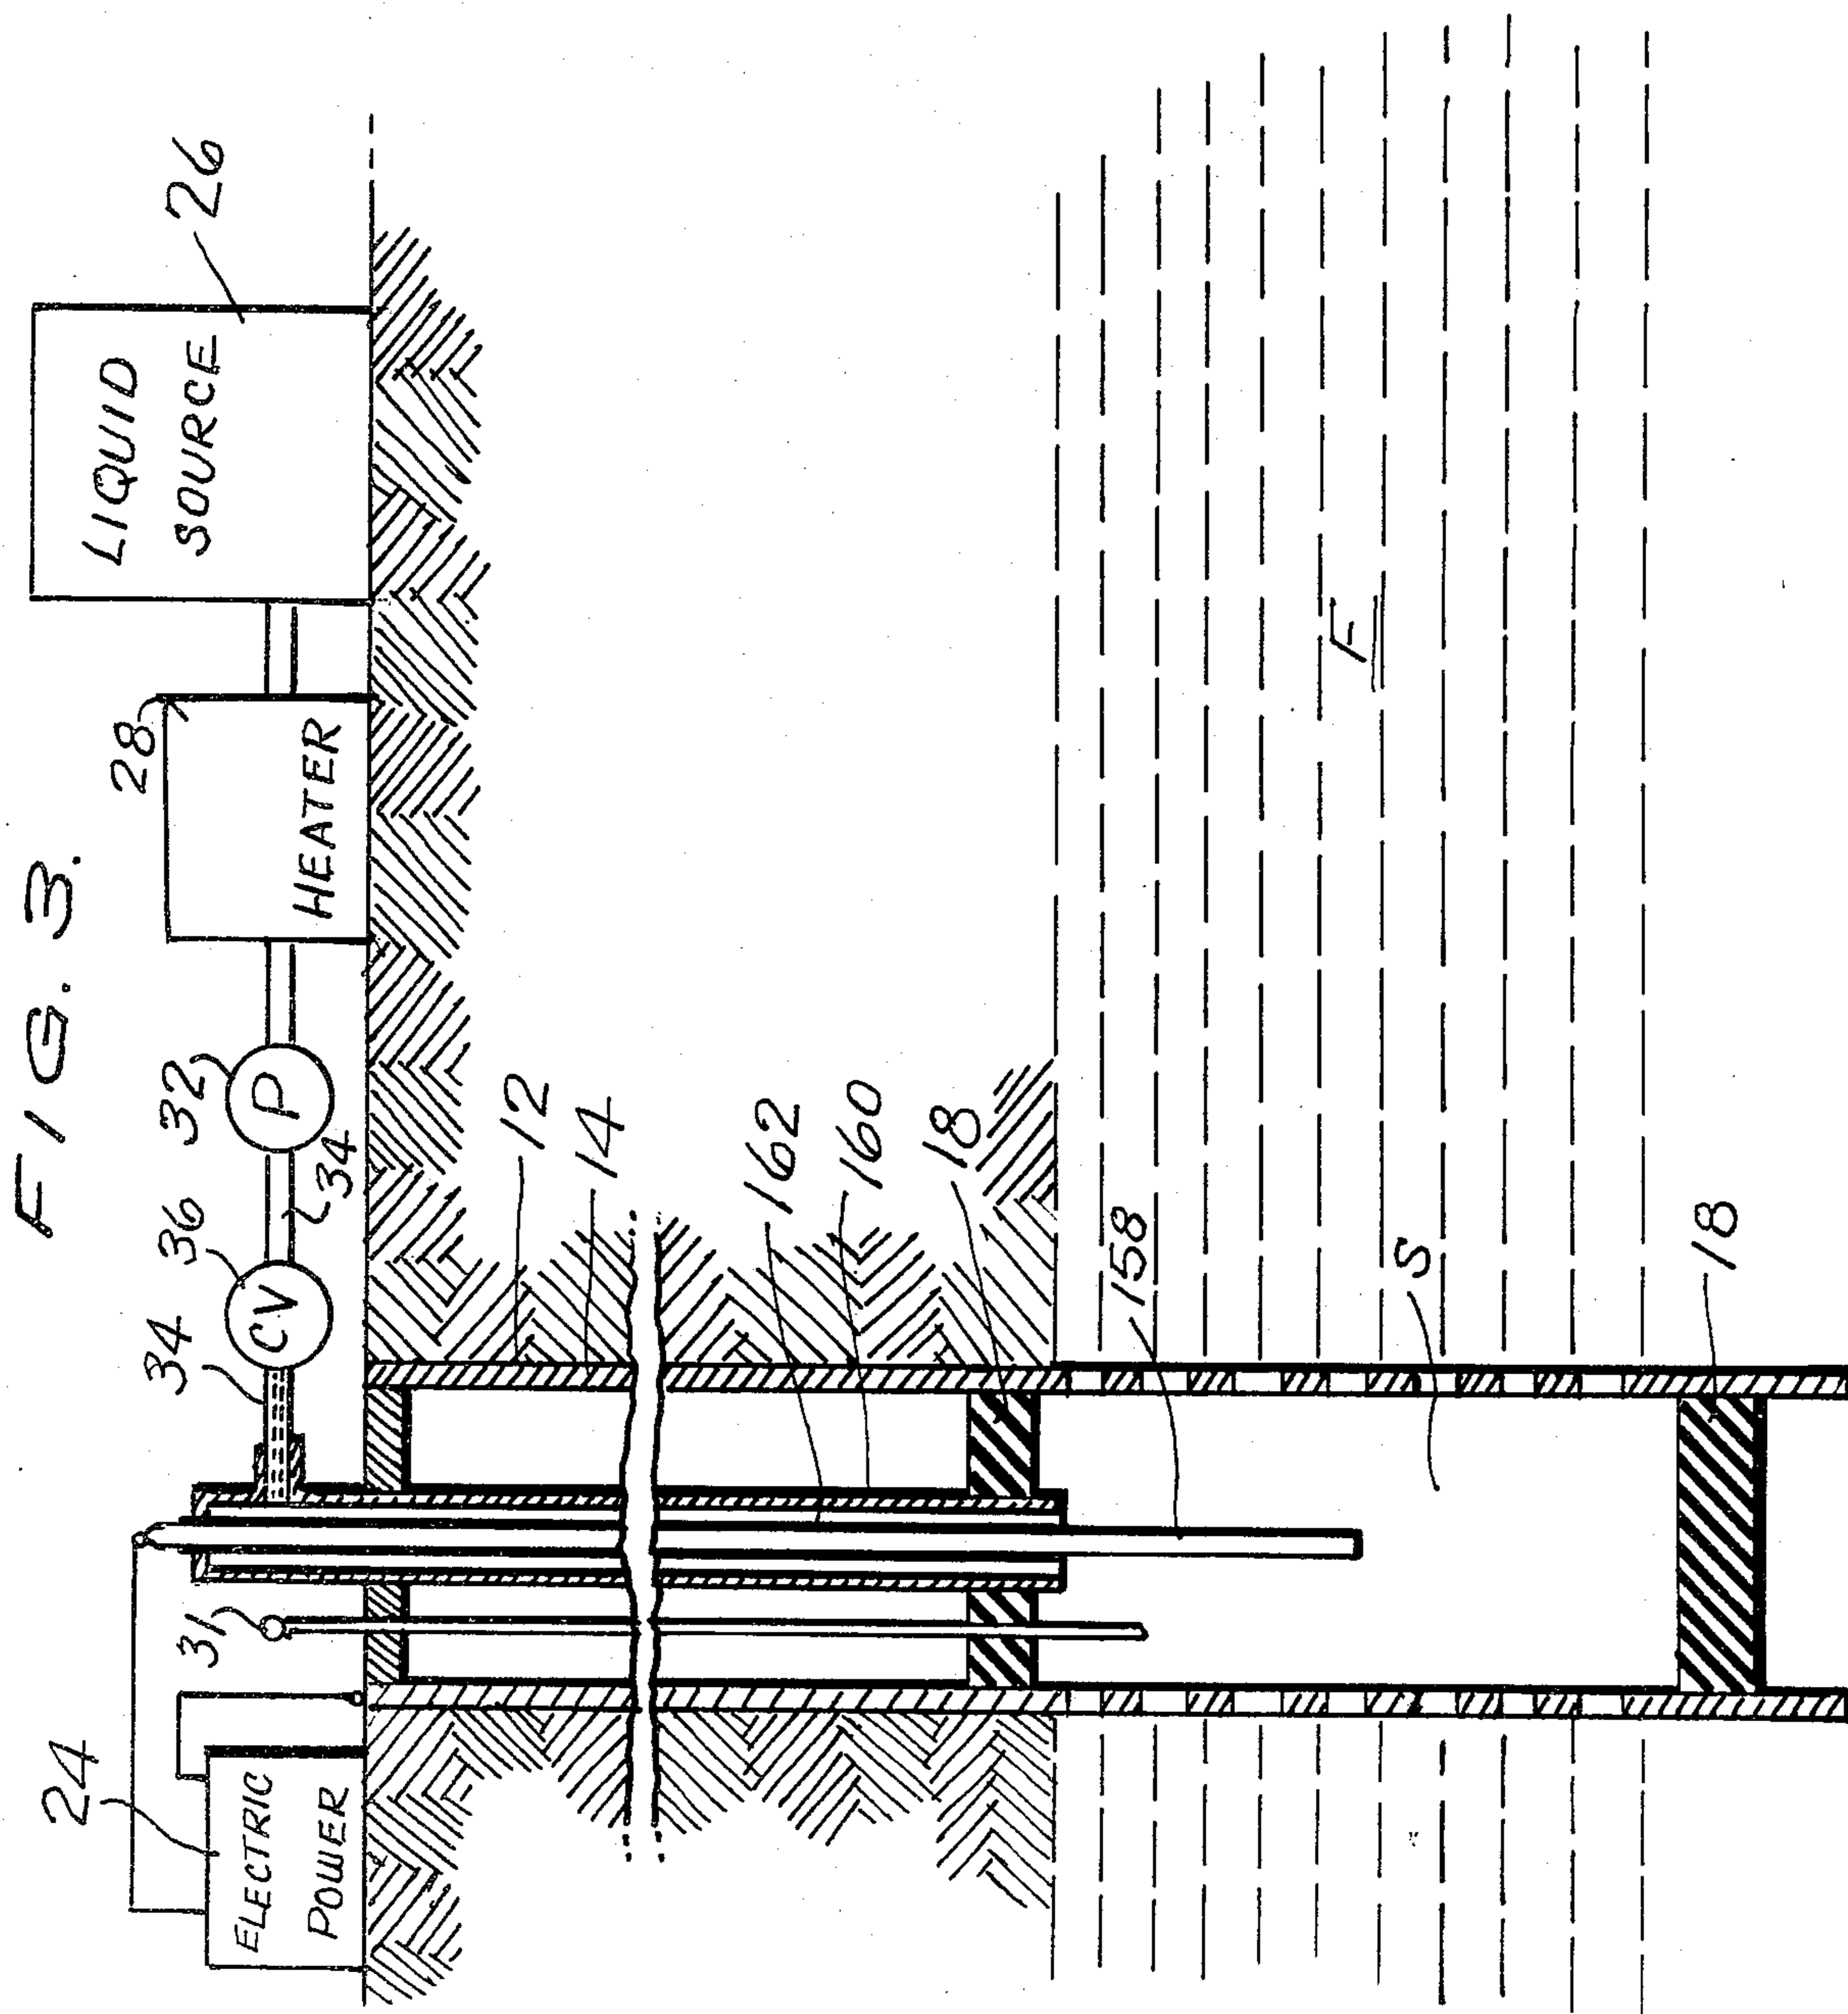 FIG. 3.
24
ELECTRIC
POWER
31
34
CV
36
34
P
32
28
HEATER
LIQUID
SOURCE
26
12
14
162
160
18
158
S
F
18